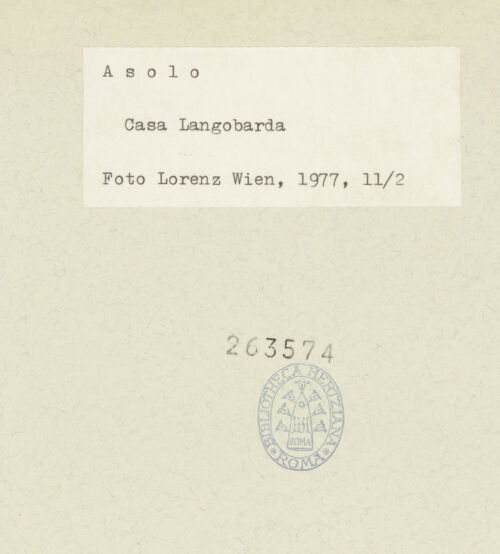 A s o l o
Casa Langobarda
Foto Lorenz Wien, 1977, 11/2
263574
BIBLIOTHECA HERTZIANA
ROMA
* ROMA *